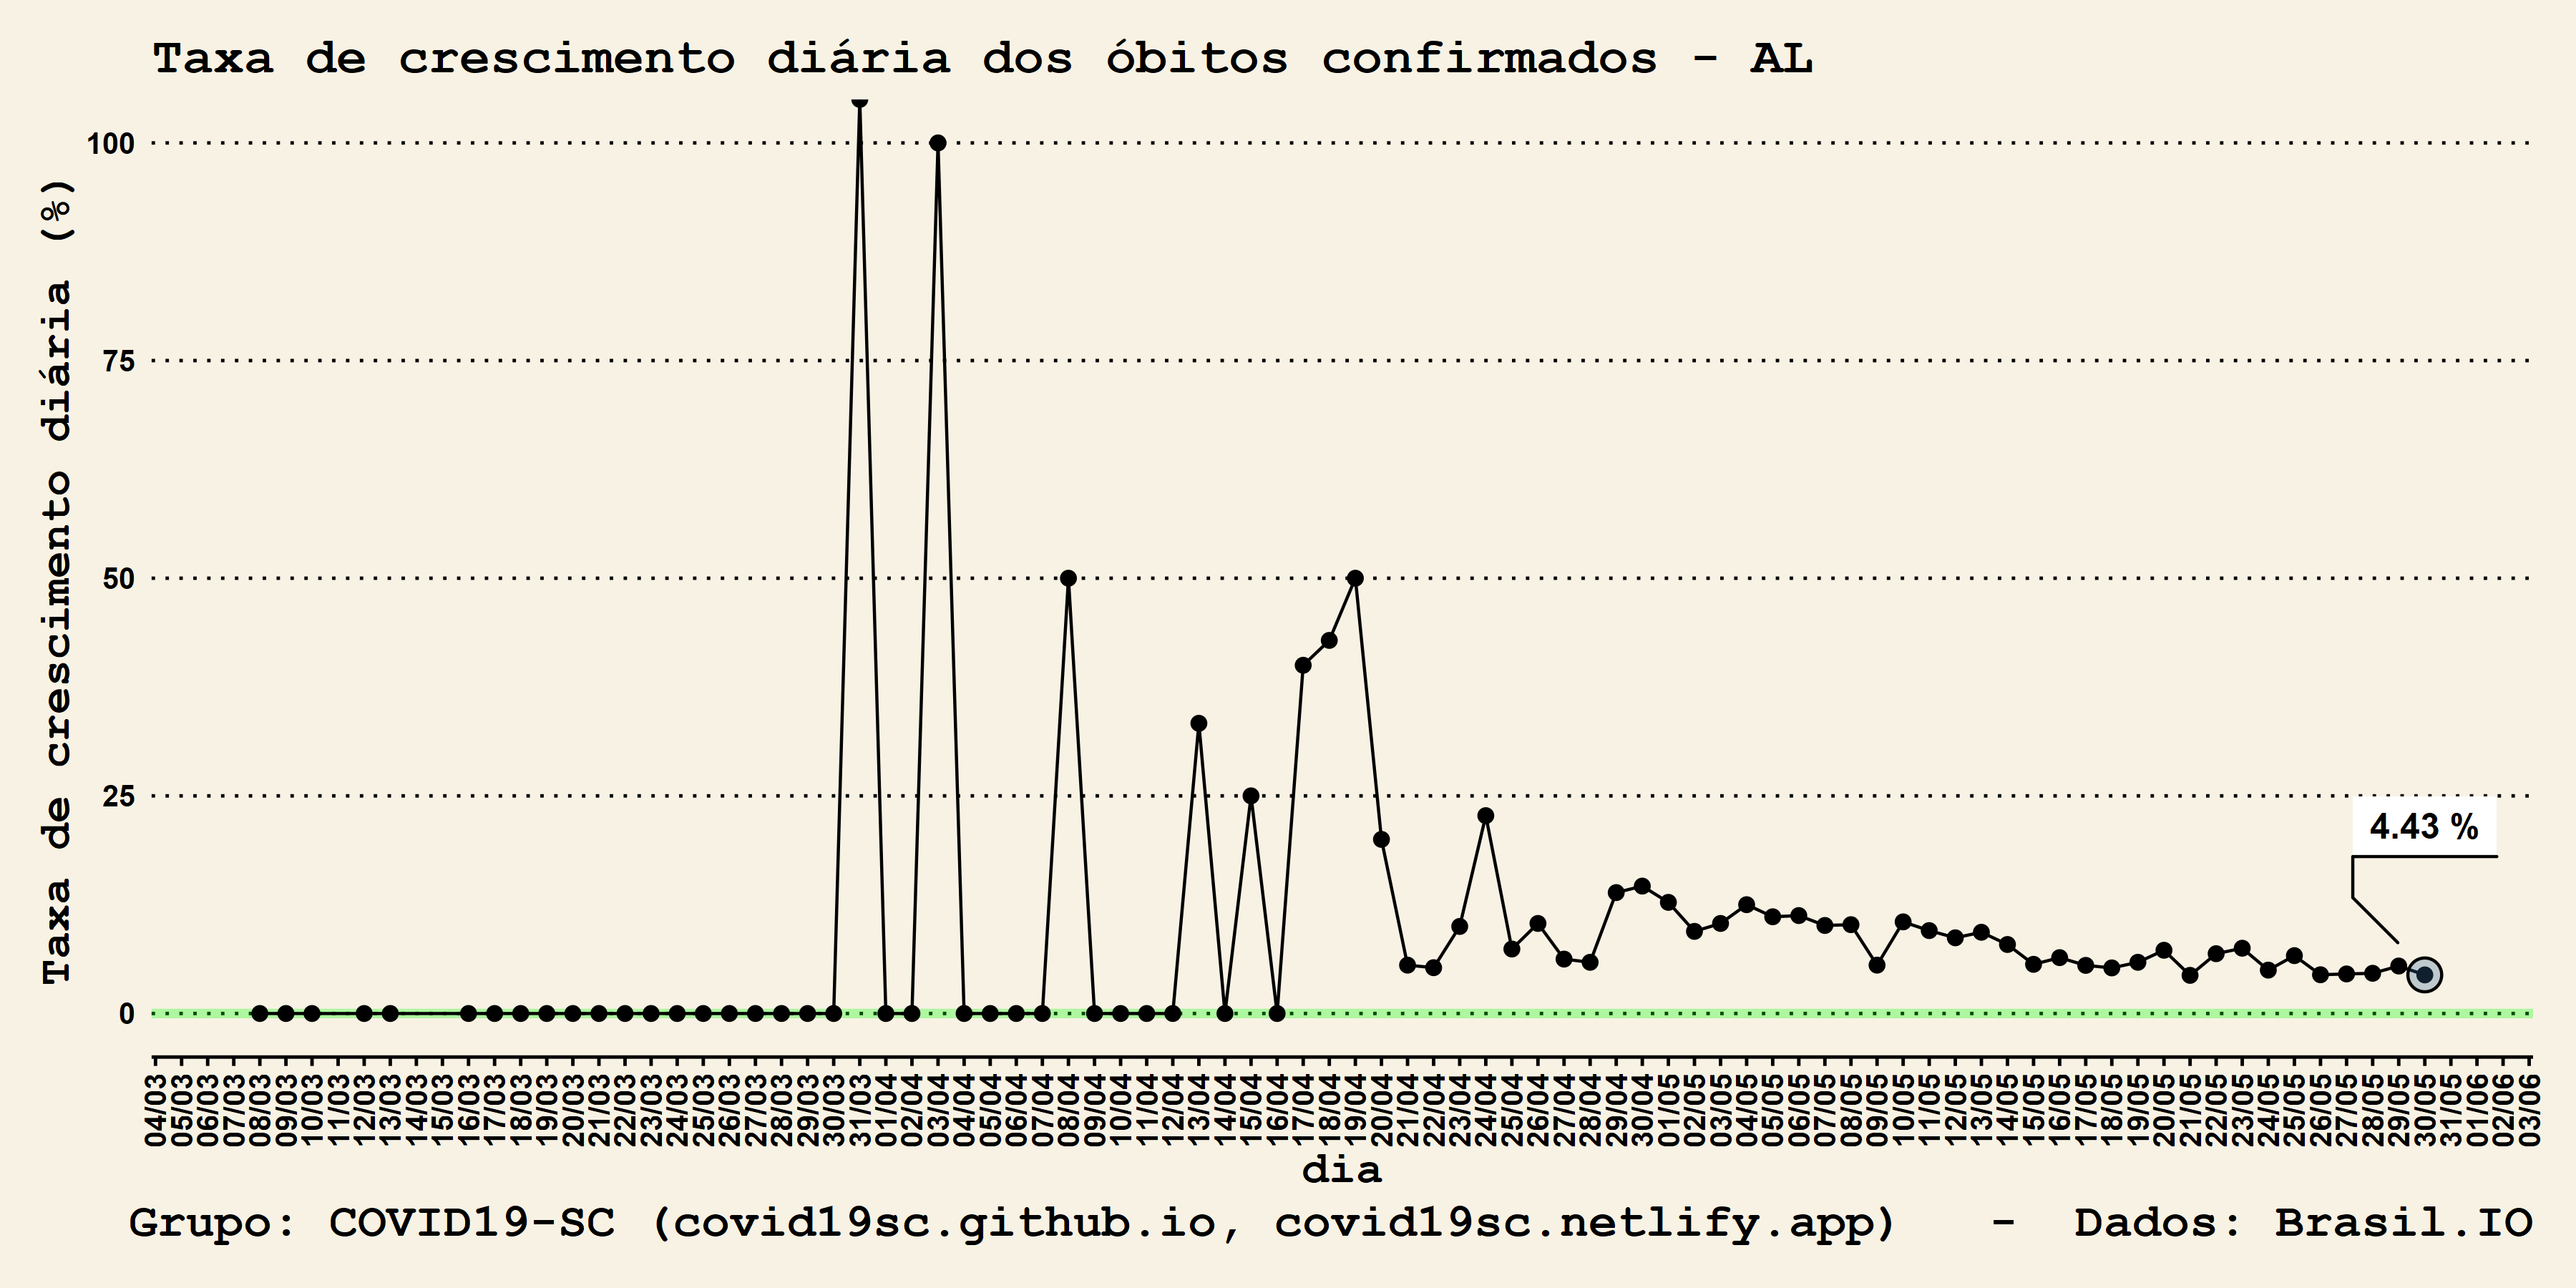 Taxa de crescimento diária dos óbitos confirmados - AL
Taxa de crescimento diária (%)
100
75
50
25
0
4.43 %
04/03 05/03 06/03 07/03 08/03 09/03 10/03 11/03 12/03 13/03 14/03 15/03 16/03 17/03 18/03 19/03 20/03 21/03 22/03 23/03 24/03 25/03 26/03 27/03 28/03 29/03 30/03 31/03 01/04 02/04 03/04 04/04 05/04 06/04 07/04 08/04 09/04 10/04 11/04 12/04 13/04 14/04 15/04 16/04 17/04 18/04 19/04 20/04 21/04 22/04 23/04 24/04 25/04 26/04 27/04 28/04 29/04 30/04 01/05 02/05 03/05 04/05 05/05 06/05 07/05 08/05 09/05 10/05 11/05 12/05 13/05 14/05 15/05 16/05 17/05 18/05 19/05 20/05 21/05 22/05 23/05 24/05 25/05 26/05 27/05 28/05 29/05 30/05 31/05 01/06 02/06 03/06
dia
Grupo: COVID19-SC (covid19sc.github.io, covid19sc.netlify.app) - Dados: Brasil.IO